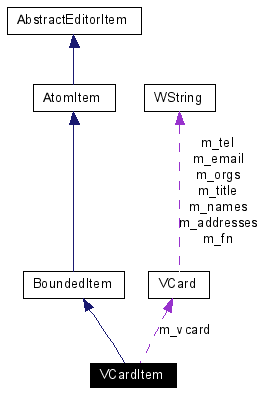 AbstractEditorItem
AtomItem
WString
m_tel
m_email
m_orgs
m_title
m_names
m_addresses
m_fn
BoundedItem
VCard
m_vcard
VCardItem